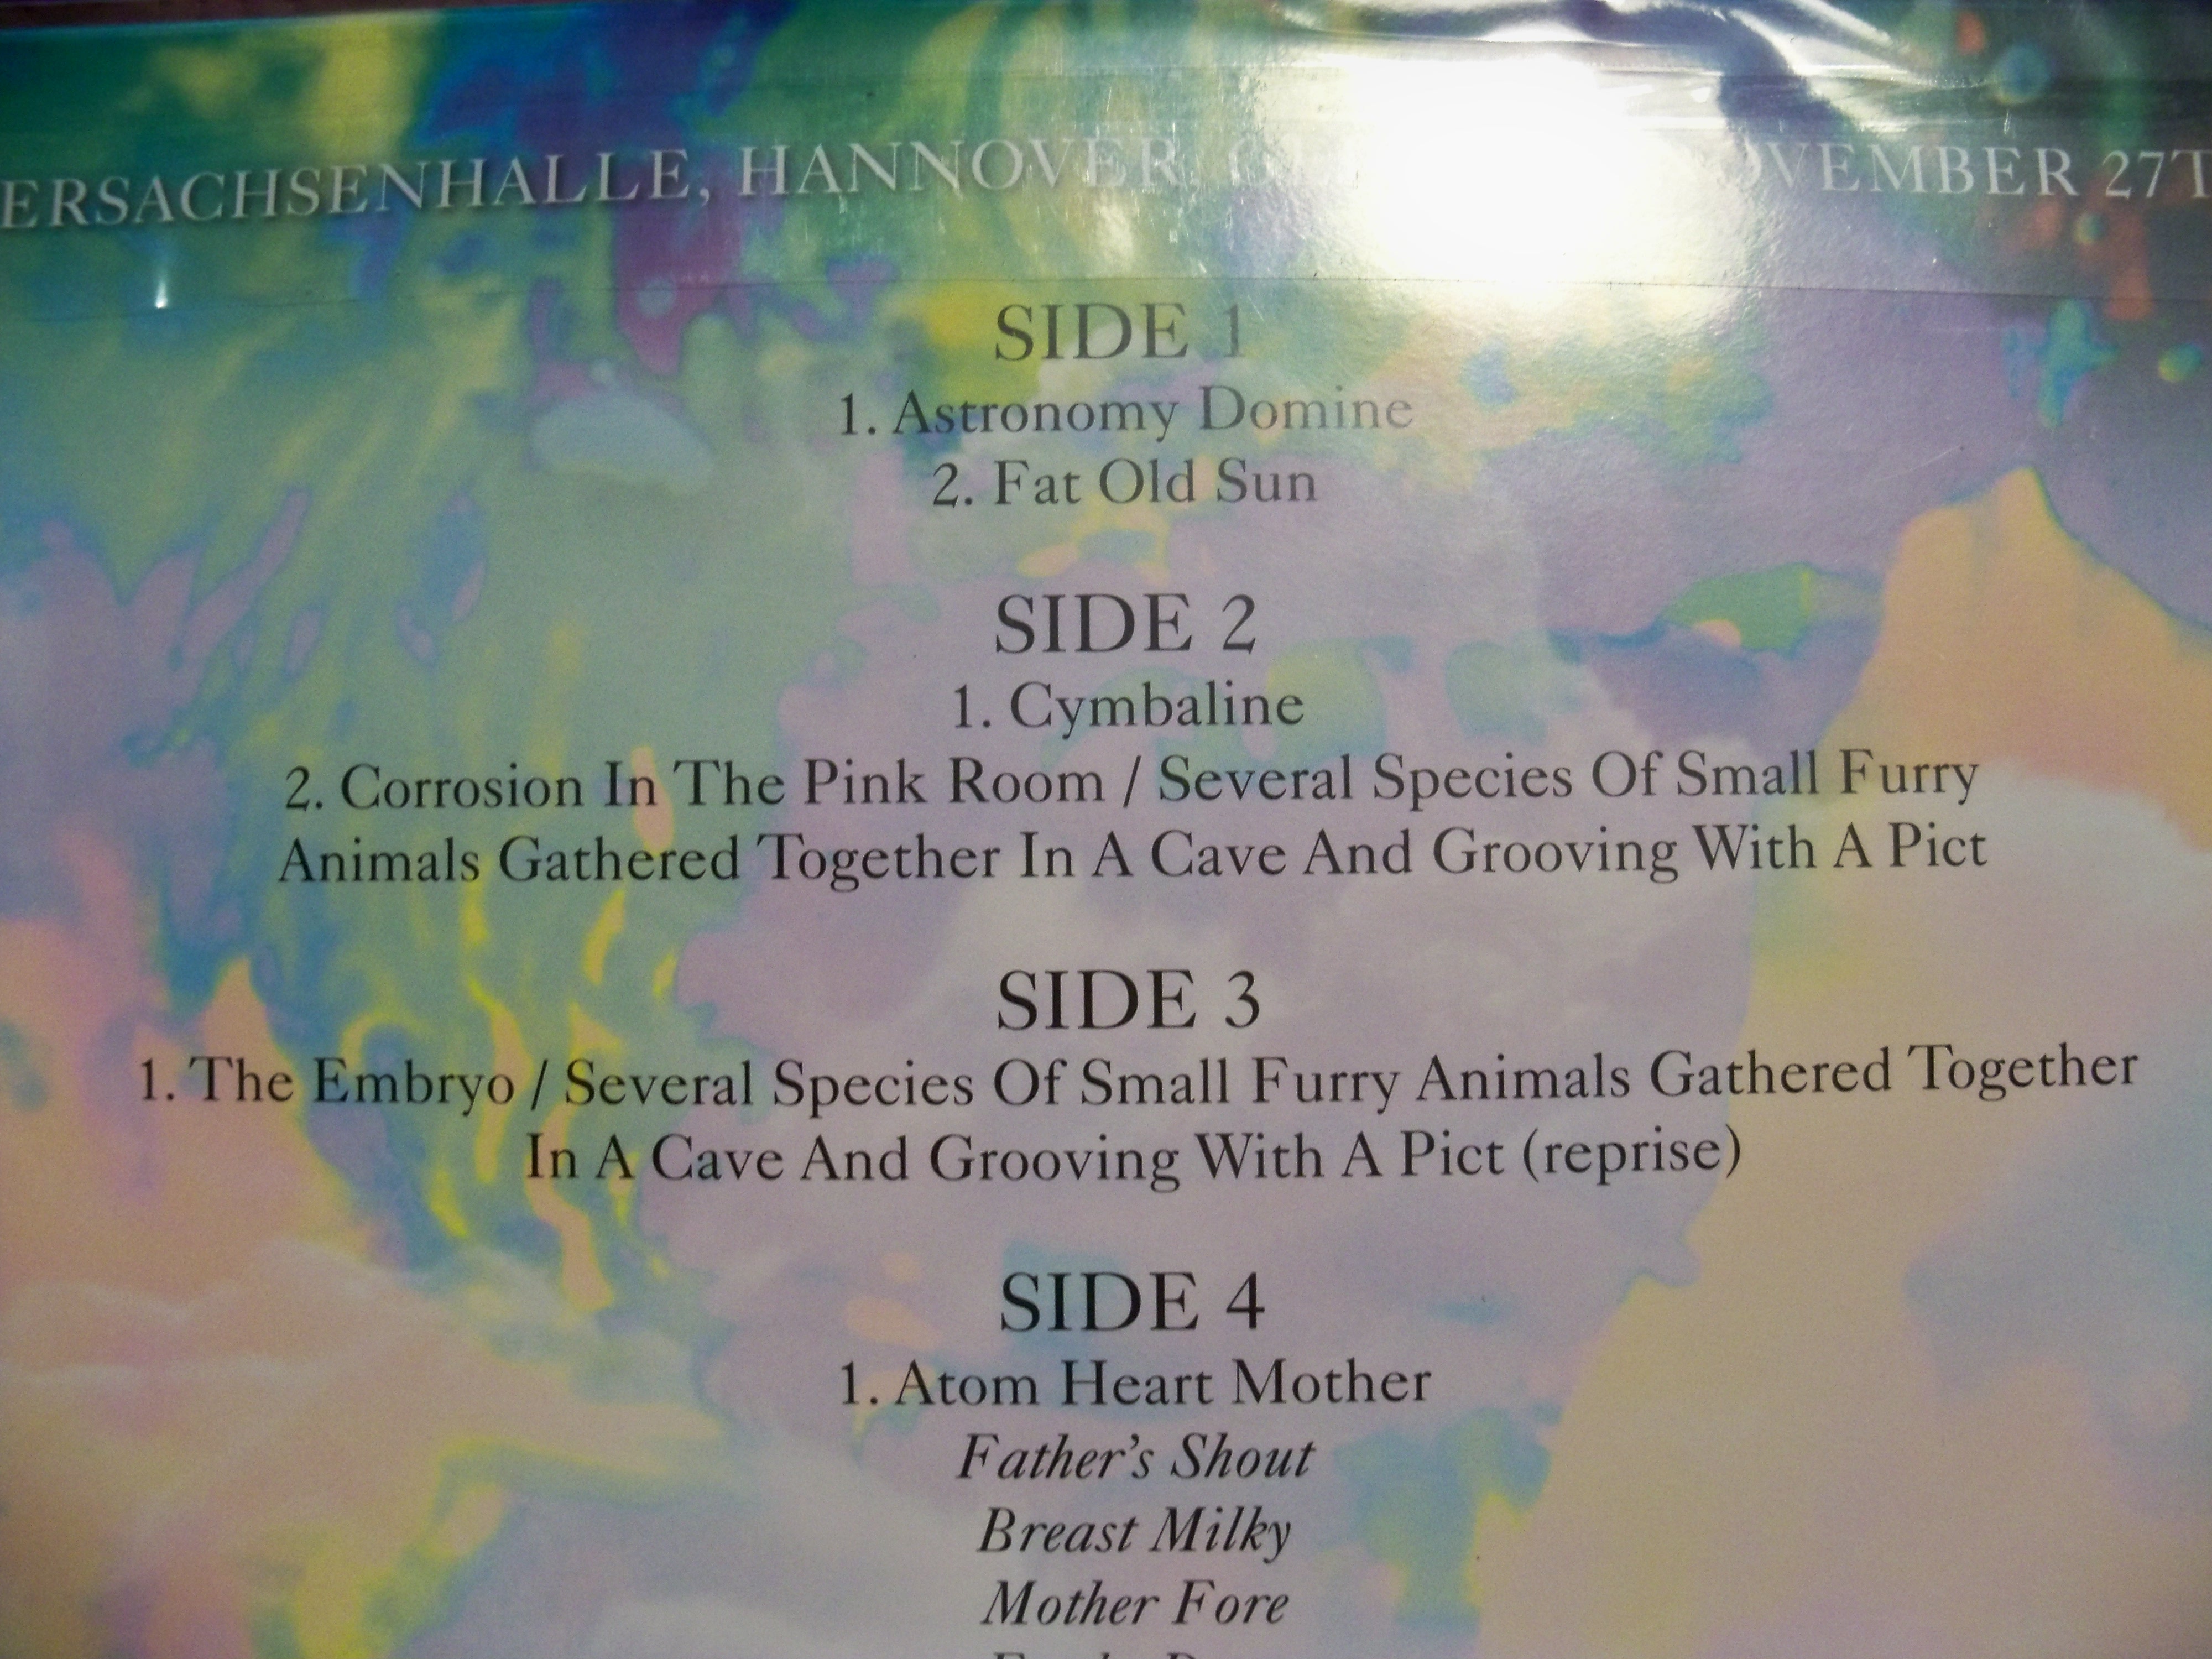 ERSACHSENHALLE, HANNOVER, OVEMBER 27T
SIDE 1
1. Astronomy Domine
2. Fat Old Sun
SIDE 2
1. Cymbaline
2. Corrosion In The Pink Room / Several Species Of Small Furry
Animals Gathered Together In A Cave And Grooving With A Pict
SIDE 3
1. The Embryo / Several Species Of Small Furry Animals Gathered Together
In A Cave And Grooving With A Pict (reprise)
SIDE 4
1. Atom Heart Mother
Father's Shout
Breast Milky
Mother Fore